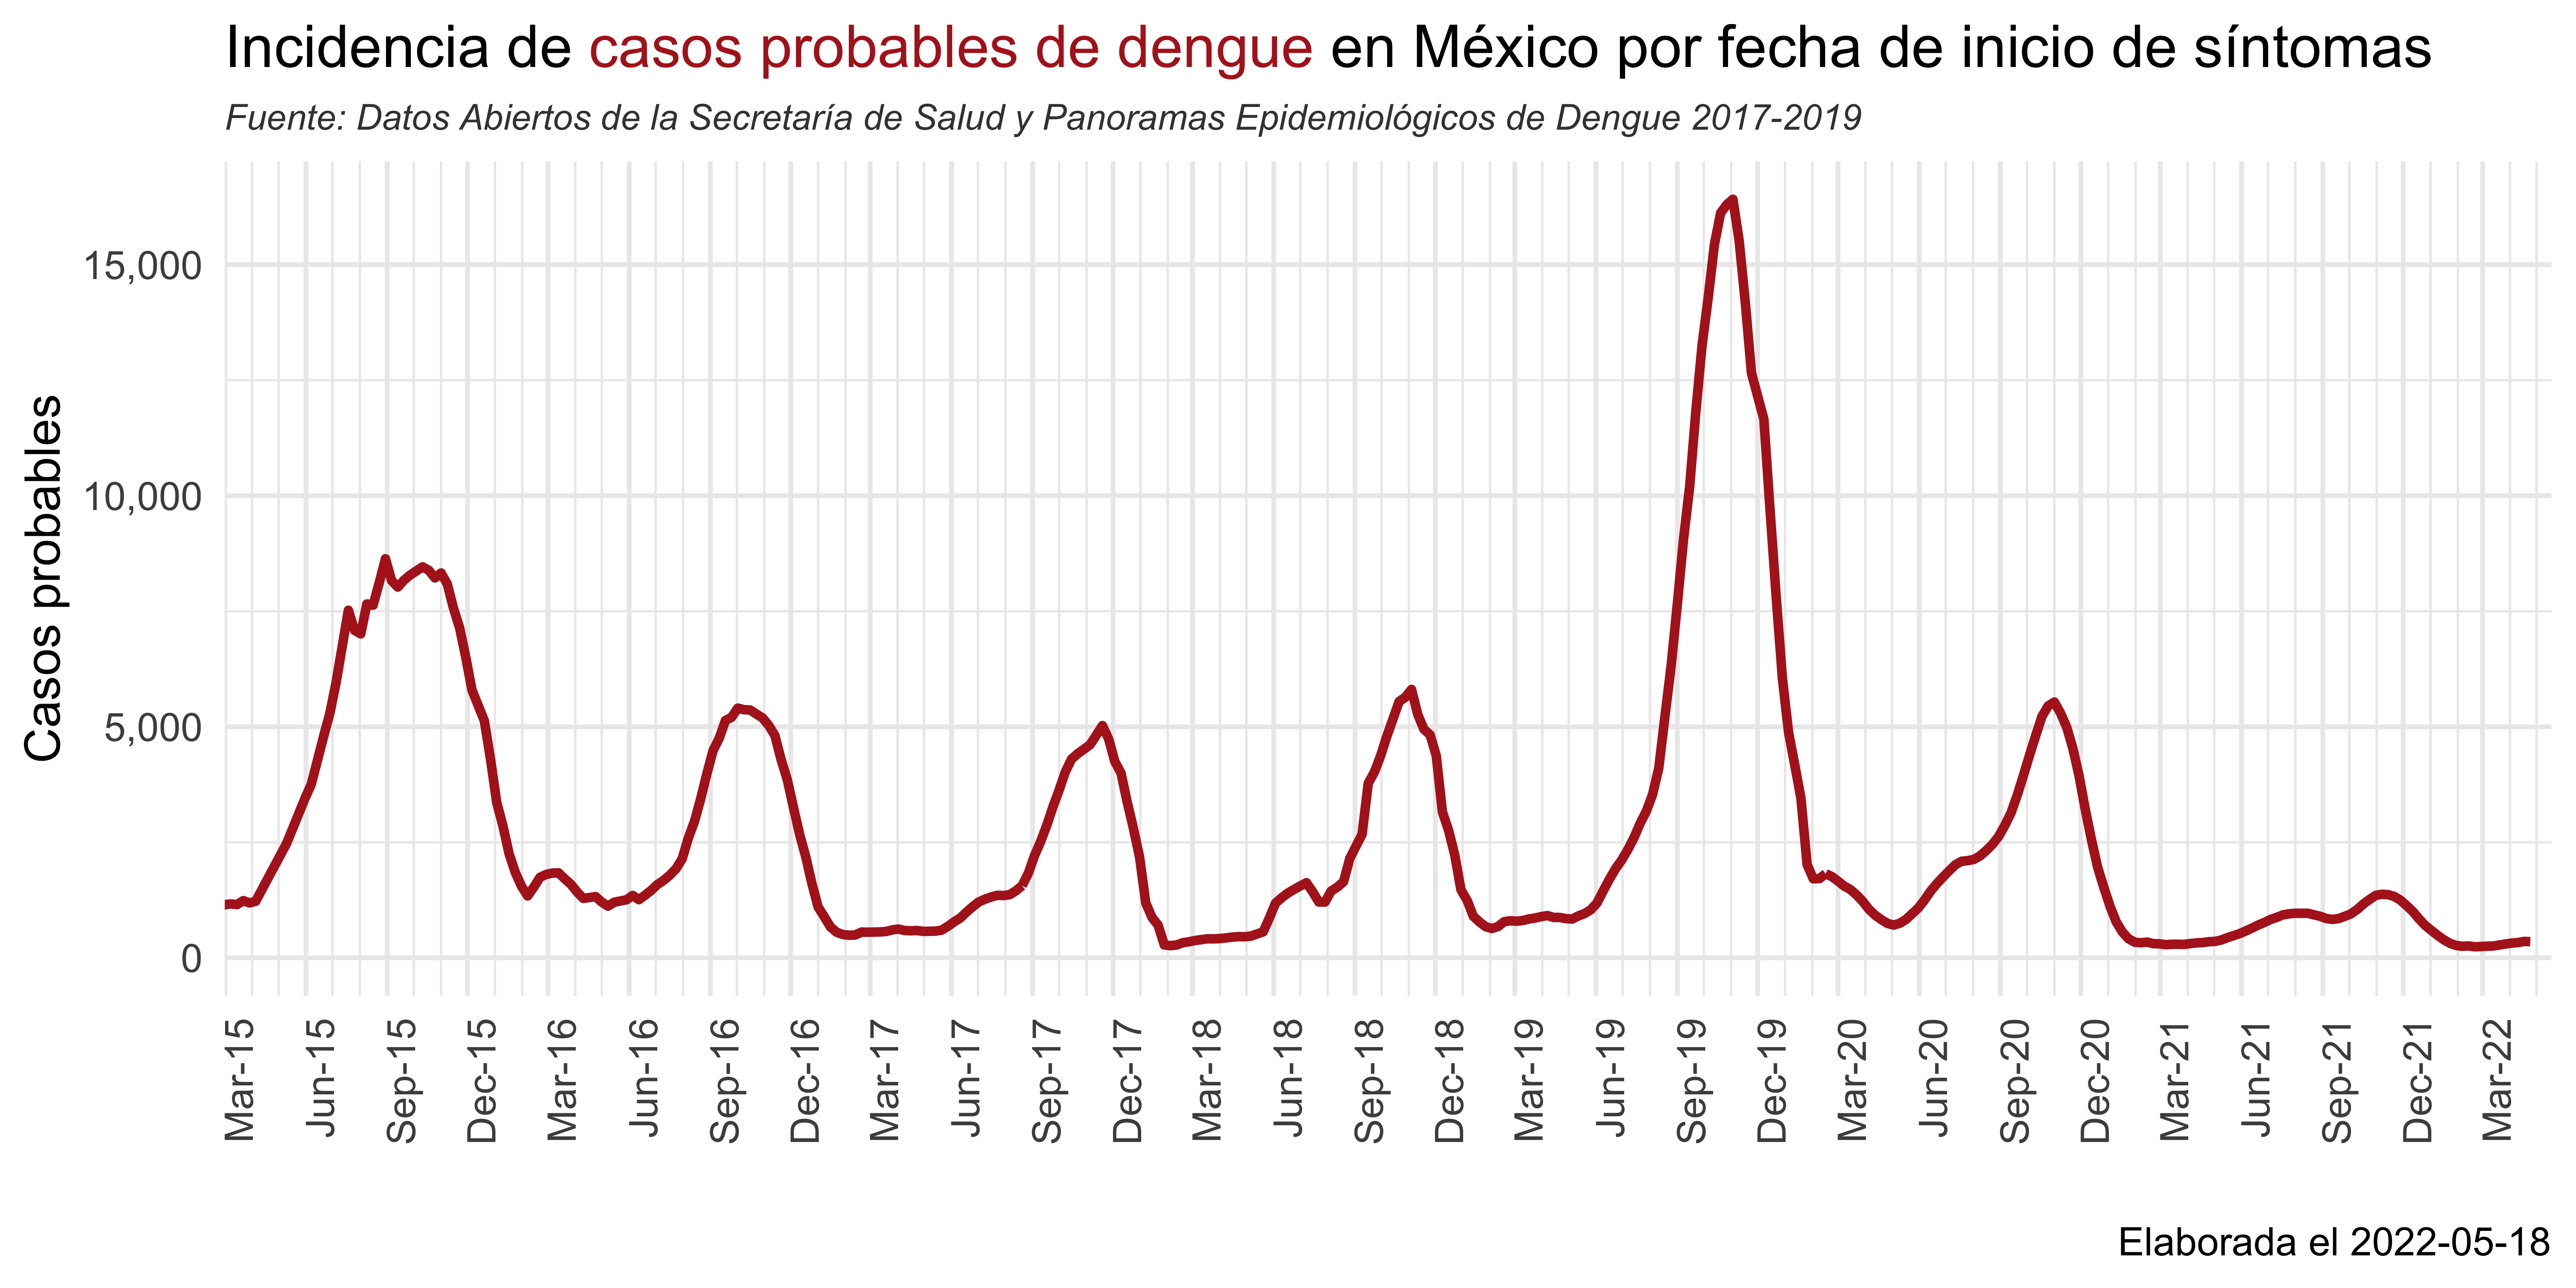 Incidencia de casos probables de dengue en México por fecha de inicio de síntomas
Fuente: Datos Abiertos de la Secretaría de Salud y Panoramas Epidemiológicos de Dengue 2017-2019
Casos probables
15,000
10,000
5,000
0
Mar-15
Jun-15
Sep-15
Dec-15
Mar-16
Jun-16
Sep-16
Dec-16
Mar-17
Jun-17
Sep-17
Dec-17
Mar-18
Jun-18
Sep-18
Dec-18
Mar-19
Jun-19
Sep-19
Dec-19
Mar-20
Jun-20
Sep-20
Dec-20
Mar-21
Jun-21
Sep-21
Dec-21
Mar-22
Elaborada el 2022-05-18